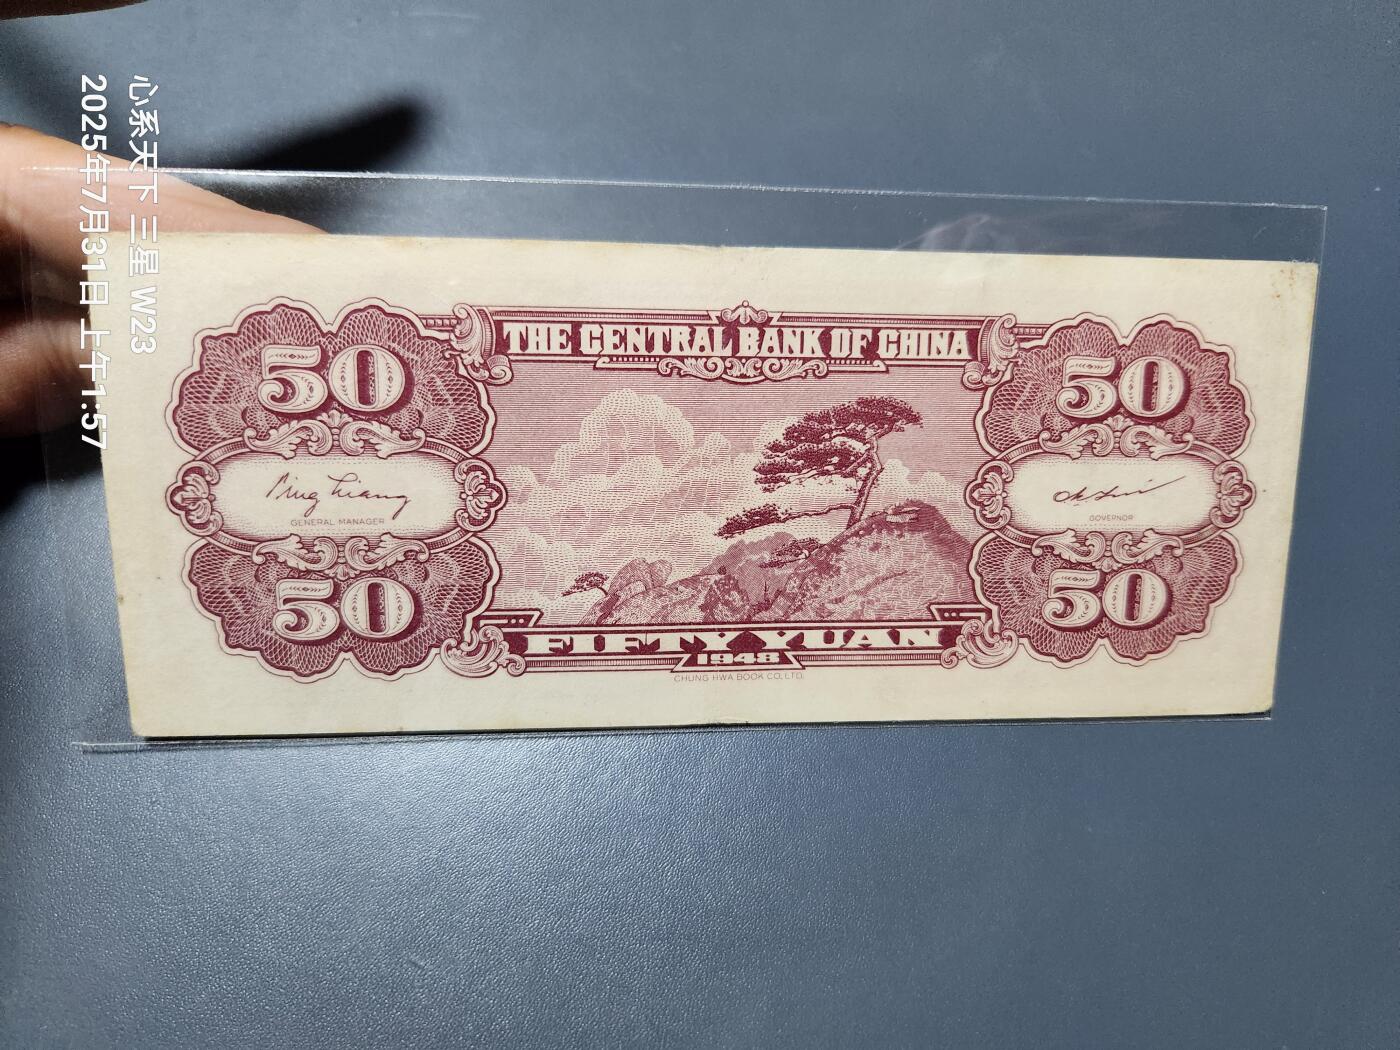 心系天下 三星 W23
2025年7月31日 上午1:57
THE CENTRAL BANK OF CHINA
50
50
Ping Liang
GENERAL MANAGER
GOVERNOR
50
50
FIFTY YUAN
1948
CHUNG HWA BOOK CO., LTD.